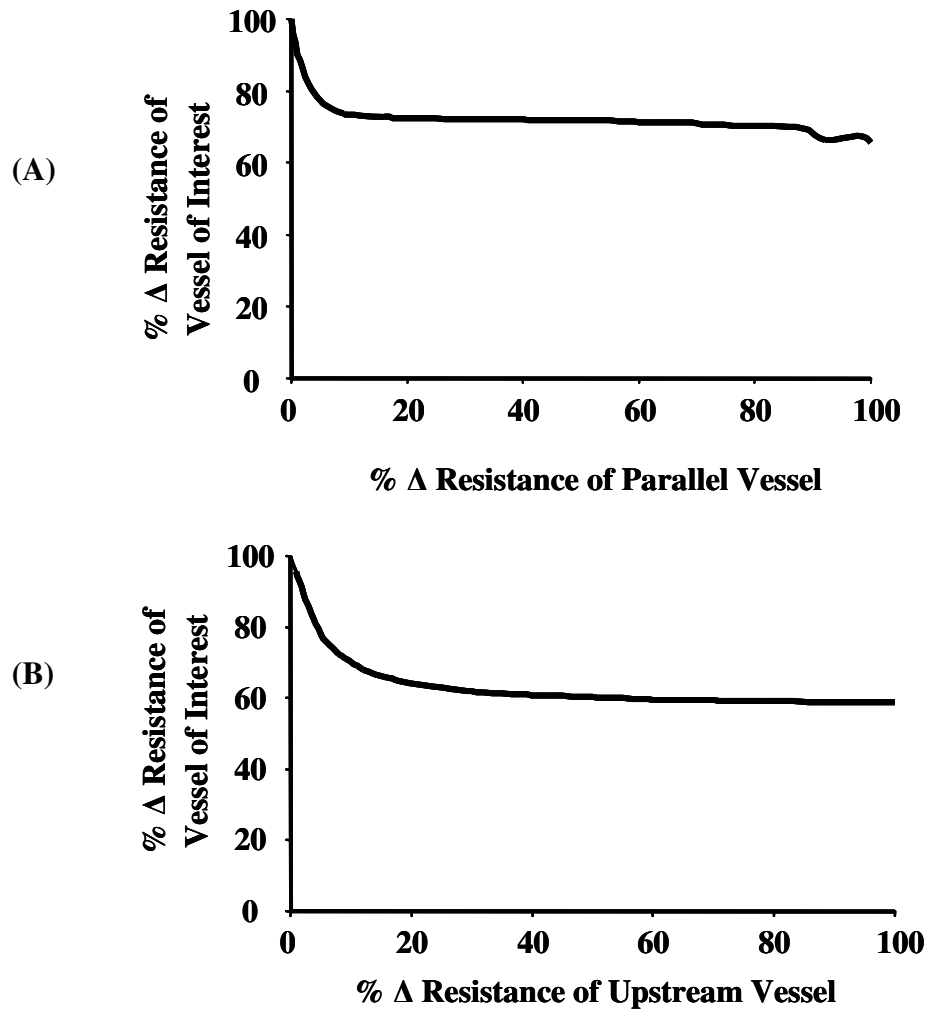 (A)
% Δ Resistance of
Vessel of Interest
100
80
60
40
20
0
0 20 40 60 80 100
% Δ Resistance of Parallel Vessel
(B)
% Δ Resistance of
Vessel of Interest
100
80
60
40
20
0
0 20 40 60 80 100
% Δ Resistance of Upstream Vessel